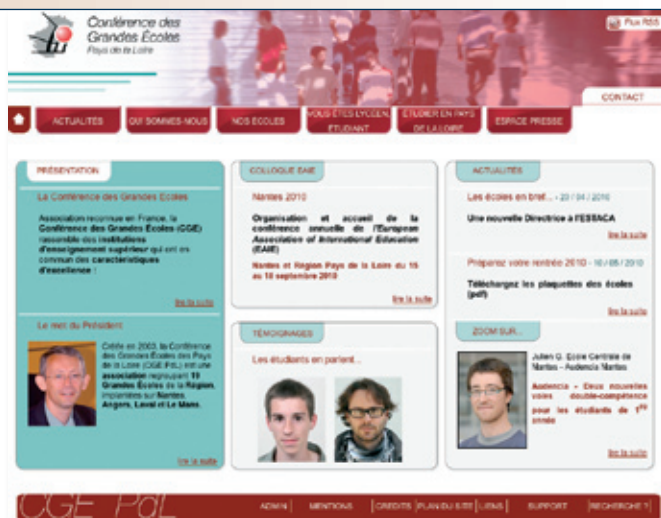 Conférence des
Grandes Écoles
Pays de la Loire
Flux RSS
CONTACT
ACTUALITÉS
QUI SOMMES-NOUS
NOS ECOLES
VOUS ÊTES LYCÉEN,
ÉTUDIANT
ÉTUDIER EN PAYS
DE LA LOIRE
ESPACE PRESSE
PRÉSENTATION
La Conférence des Grandes Ecoles
Association reconnue en France, la
Conférence des Grandes Ecoles (CGE)
rassemble des institutions
d'enseignement supérieur qui ont en
commun des caractéristiques
d'excellence !
lire la suite
Le mot du Président
Créée en 2003, la Conférence
des Grandes Écoles des Pays
de la Loire (CGE PdL) est une
association regroupant 19
Grandes Écoles de la Région,
implantées sur Nantes,
Angers, Laval et Le Mans.
lire la suite
COLLOQUE EAIE
Nantes 2010
Organisation et accueil de la
conférence annuelle de l'European
Association of International Education
(EAIE)
Nantes et Région Pays de la Loire du 15
au 18 septembre 2010
lire la suite
TÉMOIGNAGES
Les étudiants en parlent...
ACTUALITÉS
Les écoles en bref... - 20 / 04 / 2010
Une nouvelle Directrice à l'ESTACA
lire la suite
Préparez votre rentrée 2010 - 10 / 05 / 2010
Téléchargez les plaquettes des écoles
(pdf)
lire la suite
ZOOM SUR...
Julien G. Ecole Centrale de
Nantes - Audencia Nantes
Audencia - Deux nouvelles
voies double-compétence
pour les étudiants de 1re
année
lire la suite
CGE PdL
ADMIN | MENTIONS | CRÉDITS | PLAN DU SITE | LIENS | SUPPORT | RECHERCHE ? |